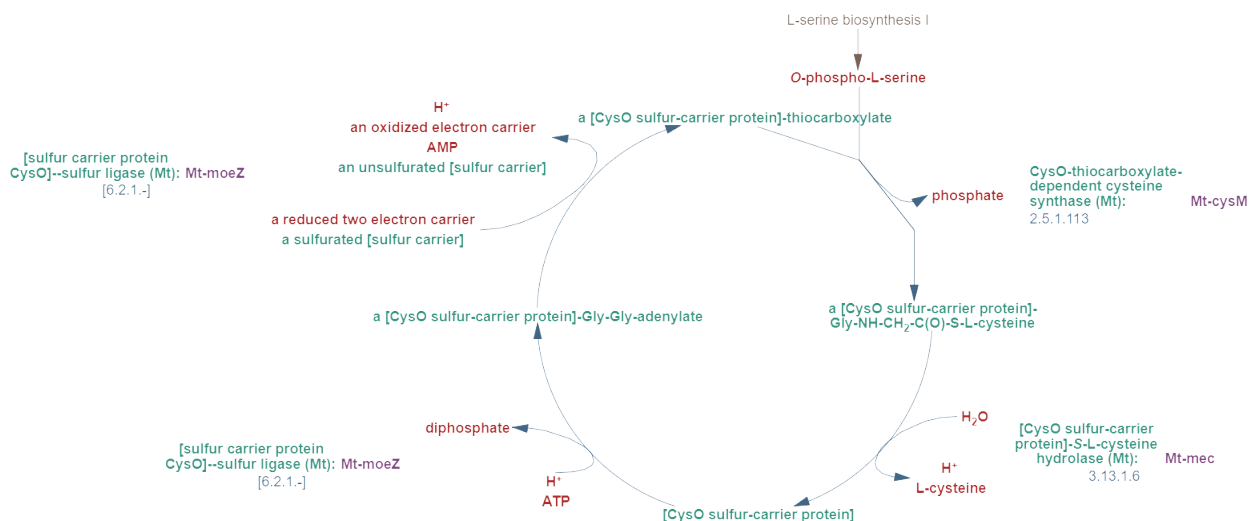 L-serine biosynthesis I
O-phospho-L-serine
H⁺
an oxidized electron carrier
AMP
an unsulfurated [sulfur carrier]
a [CysO sulfur-carrier protein]-thiocarboxylate
[sulfur carrier protein
CysO]--sulfur ligase (Mt): Mt-moeZ
[6.2.1.-]
a reduced two electron carrier
a sulfurated [sulfur carrier]
phosphate
CysO-thiocarboxylate-
dependent cysteine
synthase (Mt): Mt-cysM
2.5.1.113
a [CysO sulfur-carrier protein]-Gly-Gly-adenylate
a [CysO sulfur-carrier protein]-
Gly-NH-CH₂-C(O)-S-L-cysteine
diphosphate
H₂O
[sulfur carrier protein
CysO]--sulfur ligase (Mt): Mt-moeZ
[6.2.1.-]
H⁺
ATP
[CysO sulfur-carrier
protein]-S-L-cysteine
hydrolase (Mt): Mt-mec
3.13.1.6
H⁺
L-cysteine
[CysO sulfur-carrier protein]